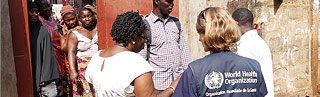 World Health
Organization
Organisation mondiale de la Santé